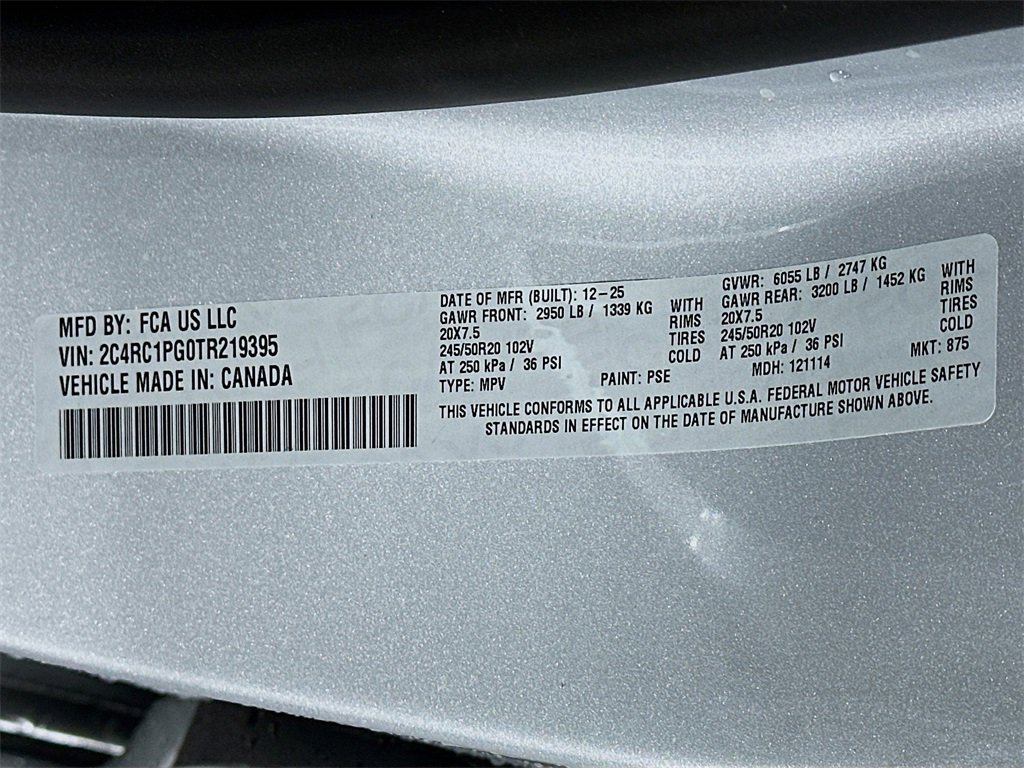 MFD BY: FCA US LLC
VIN: 2C4RC1PG0TR219395
VEHICLE MADE IN: CANADA
DATE OF MFR (BUILT): 12-25
GAWR FRONT: 2950 LB / 1339 KG
20X7.5
245/50R20 102V
AT 250 kPa / 36 PSI
WITH
RIMS
TIRES
COLD
TYPE: MPV
PAINT: PSE
GVWR: 6055 LB / 2747 KG
GAWR REAR: 3200 LB / 1452 KG
20X7.5
245/50R20 102V
AT 250 kPa / 36 PSI
WITH
RIMS
TIRES
COLD
MDH: 121114
MKT: 875
THIS VEHICLE CONFORMS TO ALL APPLICABLE U.S.A. FEDERAL MOTOR VEHICLE SAFETY
STANDARDS IN EFFECT ON THE DATE OF MANUFACTURE SHOWN ABOVE.